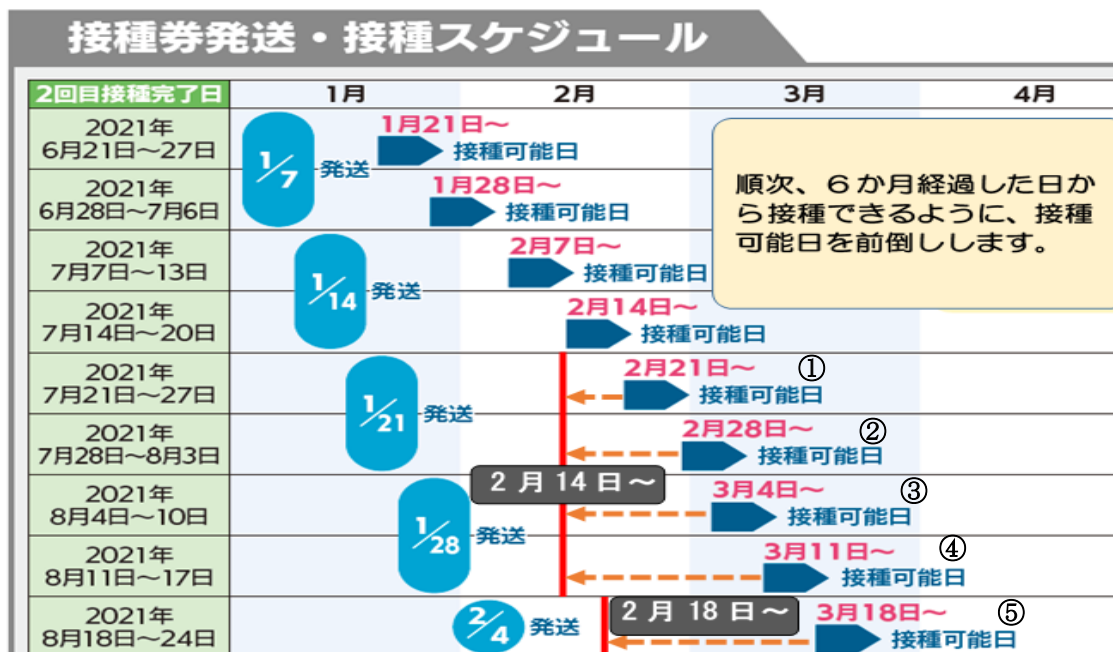 接種券発送・接種スケジュール
2回目接種完了日 1月 2月 3月 4月
2021年
6月21日～27日
1/7 発送
1月21日～
接種可能日
2021年
6月28日～7月6日
1月28日～
接種可能日
順次、６か月経過した日か
ら接種できるように、接種
可能日を前倒しします。
2021年
7月7日～13日
1/14 発送
2月7日～
接種可能日
2021年
7月14日～20日
2月14日～
接種可能日
2021年
7月21日～27日
1/21 発送
2月21日～ ①
接種可能日
2021年
7月28日～8月3日
2月28日～ ②
接種可能日
２月14日～
2021年
8月4日～10日
1/28 発送
3月4日～ ③
接種可能日
2021年
8月11日～17日
3月11日～ ④
接種可能日
2021年
8月18日～24日
2/4 発送
２月18日～
3月18日～ ⑤
接種可能日